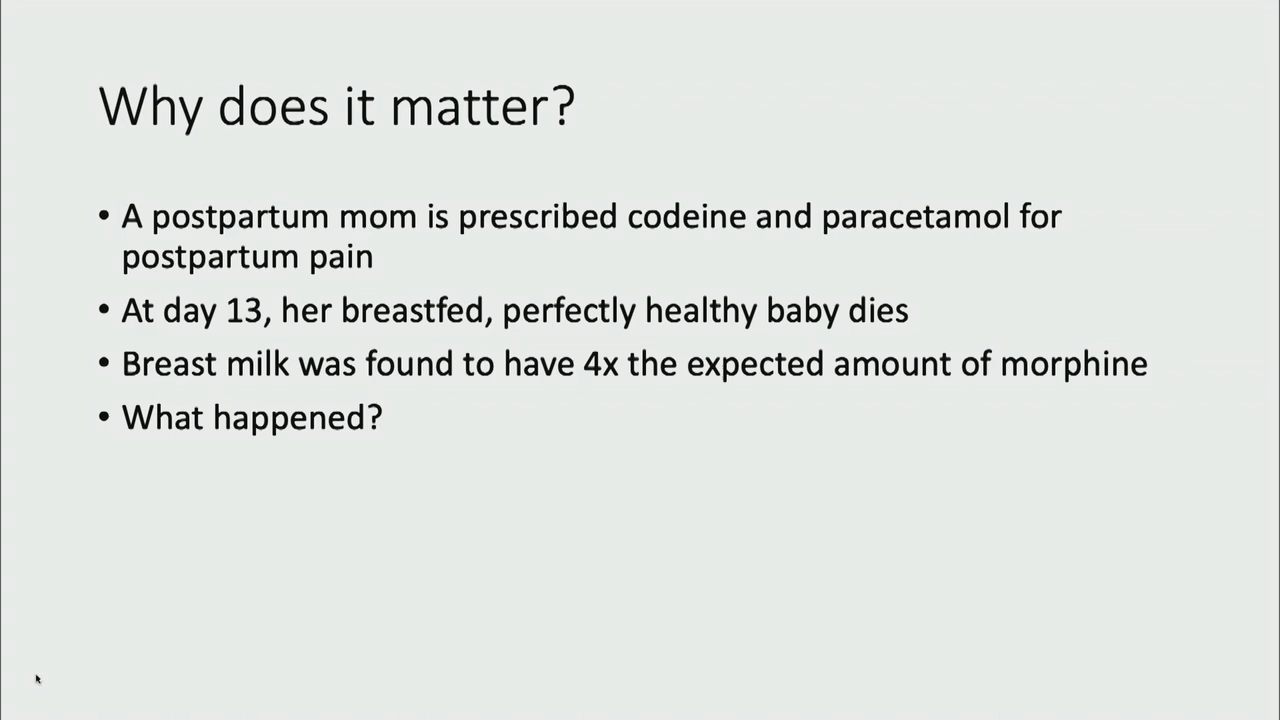 Why does it matter?
• A postpartum mom is prescribed codeine and paracetamol for
postpartum pain
• At day 13, her breastfed, perfectly healthy baby dies
• Breast milk was found to have 4x the expected amount of morphine
• What happened?